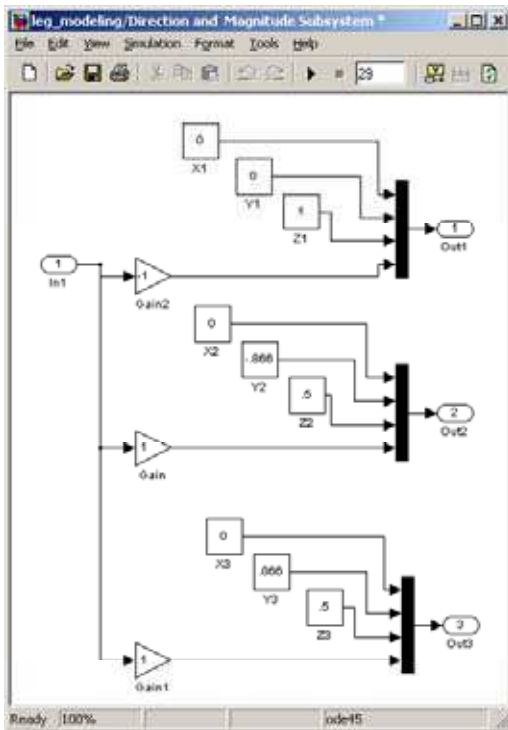 leg_modeling/Direction and Magnitude Subsystem *
File Edit View Simulation Format Tools Help
29
0
X1
0
Y1
1
Z1
1
Out1
1
In1
-1
Gain2
0
X2
-.866
Y2
.5
Z2
2
Out2
1
Gain
0
X3
.866
Y3
.5
Z3
3
Out3
1
Gain1
Ready 100% ode45